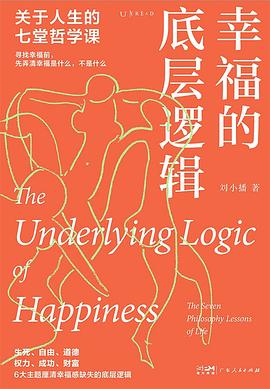 关于人生的
七堂哲学课
寻找幸福前，
先弄清幸福是什么，不是什么
UNREAD
幸福的
底层逻辑
刘小播 著
The
Underlying Logic
of
Happiness
The Seven
Philosophy Lessons
of Life
生死、自由、道德
权力、成功、财富
6大主题厘清幸福感缺失的底层逻辑
广东人民出版社